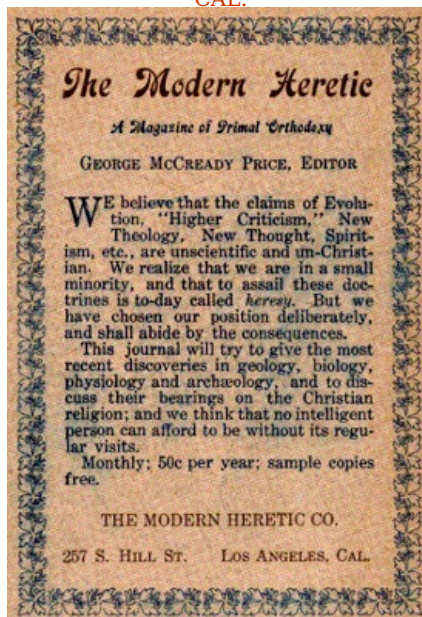 CAL.
The Modern Heretic
A Magazine of Primal Orthodoxy
GEORGE MCCREADY PRICE, EDITOR
WE believe that the claims of Evolu-
tion, "Higher Criticism," New
Theology, New Thought, Spirit-
ism, etc., are unscientific and un-Christ-
ian. We realize that we are in a small
minority, and that to assail these doc-
trines is to-day called heresy. But we
have chosen our position deliberately,
and shall abide by the consequences.
This journal will try to give the most
recent discoveries in geology, biology,
physiology and archæology, and to dis-
cuss their bearings on the Christian
religion; and we think that no intelligent
person can afford to be without its regu-
lar visits.
Monthly; 50c per year; sample copies
free.
THE MODERN HERETIC CO.
257 S. HILL ST. LOS ANGELES, CAL.